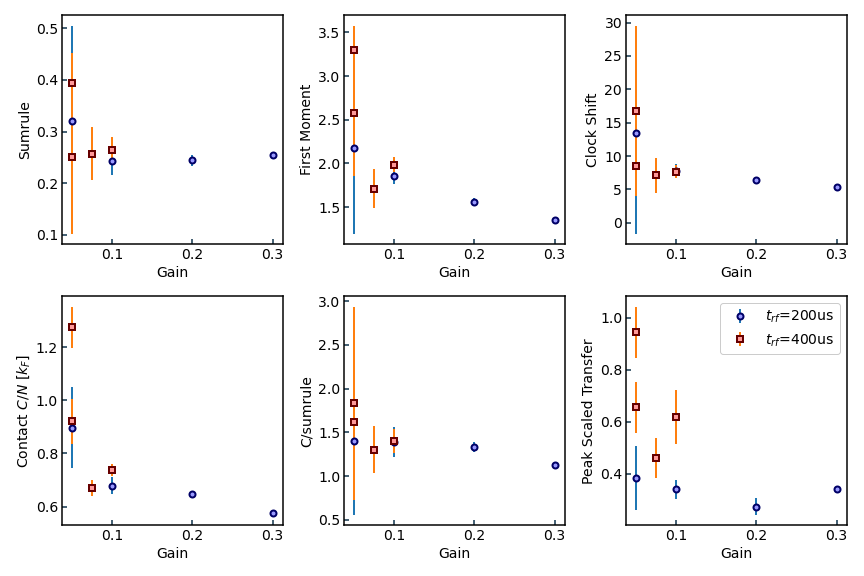 0.5
0.4
0.3
0.2
0.1
Sumrule
0.1 0.2 0.3
Gain
3.5
3.0
2.5
2.0
1.5
First Moment
0.1 0.2 0.3
Gain
30
25
20
15
10
5
0
Clock Shift
0.1 0.2 0.3
Gain
1.2
1.0
0.8
0.6
Contact C/N [k_F]
0.1 0.2 0.3
Gain
3.0
2.5
2.0
1.5
1.0
0.5
C/sumrule
0.1 0.2 0.3
Gain
1.0
0.8
0.6
0.4
Peak Scaled Transfer
t_rf=200us
t_rf=400us
0.1 0.2 0.3
Gain